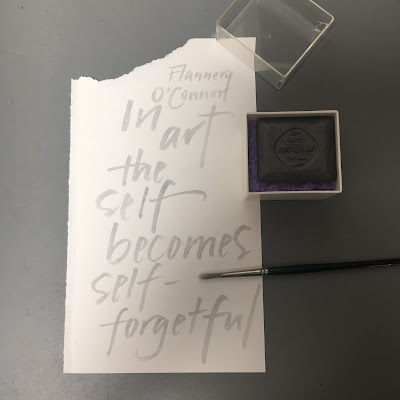 Flannery
O'Connor
In
art
the
self
becomes
self-
forgetful